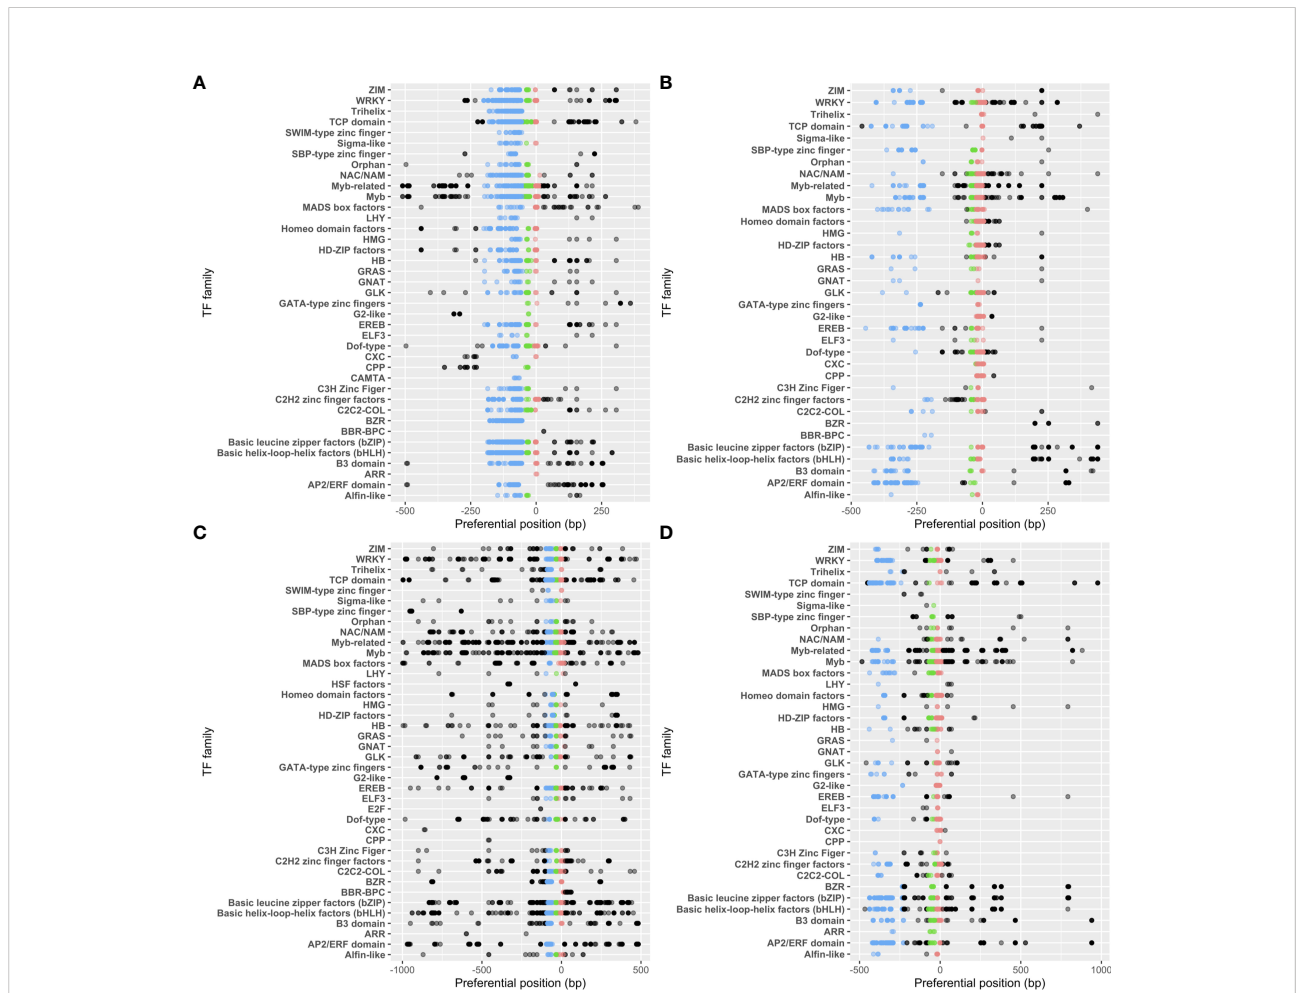 A
ZIM
WRKY
Trihelix
TCP domain
SWIM-type zinc finger
Sigma-like
SBP-type zinc finger
Orphan
NAC/NAM
Myb-related
Myb
MADS box factors
LHY
Homeo domain factors
HMG
HD-ZIP factors
HB
GRAS
GNAT
GLK
GATA-type zinc fingers
G2-like
EREB
ELF3
Dof-type
CXC
CPP
CAMTA
C3H Zinc Figer
C2H2 zinc finger factors
C2C2-COL
BZR
BBR-BPC
Basic leucine zipper factors (bZIP)
Basic helix-loop-helix factors (bHLH)
B3 domain
ARR
AP2/ERF domain
Alfin-like
TF family
-500 -250 0 250
Preferential position (bp)
B
ZIM
WRKY
Trihelix
TCP domain
Sigma-like
SBP-type zinc finger
Orphan
NAC/NAM
Myb-related
Myb
MADS box factors
Homeo domain factors
HMG
HD-ZIP factors
HB
GRAS
GNAT
GLK
GATA-type zinc fingers
G2-like
EREB
ELF3
Dof-type
CXC
CPP
C3H Zinc Figer
C2H2 zinc finger factors
C2C2-COL
BZR
BBR-BPC
Basic leucine zipper factors (bZIP)
Basic helix-loop-helix factors (bHLH)
B3 domain
AP2/ERF domain
Alfin-like
TF family
-500 -250 0 250
Preferential position (bp)
C
ZIM
WRKY
Trihelix
TCP domain
SWIM-type zinc finger
Sigma-like
SBP-type zinc finger
Orphan
NAC/NAM
Myb-related
Myb
MADS box factors
LHY
HSF factors
Homeo domain factors
HMG
HD-ZIP factors
HB
GRAS
GNAT
GLK
GATA-type zinc fingers
G2-like
EREB
ELF3
E2F
Dof-type
CXC
CPP
C3H Zinc Figer
C2H2 zinc finger factors
C2C2-COL
BZR
BBR-BPC
Basic leucine zipper factors (bZIP)
Basic helix-loop-helix factors (bHLH)
B3 domain
ARR
AP2/ERF domain
Alfin-like
TF family
-1000 -500 0 500
Preferential position (bp)
D
ZIM
WRKY
Trihelix
TCP domain
SWIM-type zinc finger
Sigma-like
SBP-type zinc finger
Orphan
NAC/NAM
Myb-related
Myb
MADS box factors
LHY
Homeo domain factors
HMG
HD-ZIP factors
HB
GRAS
GNAT
GLK
GATA-type zinc fingers
G2-like
EREB
ELF3
Dof-type
CXC
CPP
C3H Zinc Figer
C2H2 zinc finger factors
C2C2-COL
BZR
Basic leucine zipper factors (bZIP)
Basic helix-loop-helix factors (bHLH)
B3 domain
ARR
AP2/ERF domain
Alfin-like
TF family
-500 0 500 1000
Preferential position (bp)